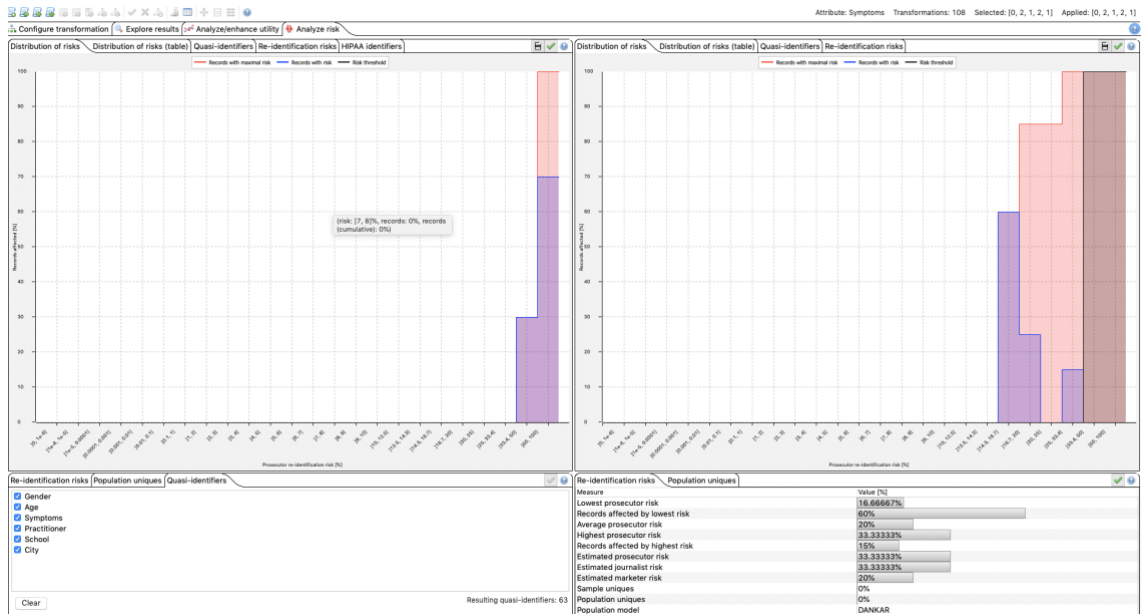 Attribute: Symptoms Transformations: 108 Selected: [0, 2, 1, 2, 1] Applied: [0, 2, 1, 2, 1]
Configure transformation Explore results Analyze/enhance utility Analyze risk
Distribution of risks Distribution of risks (table) Quasi-identifiers Re-identification risks HIPAA identifiers
Records with maximal risk Records with risk Risk threshold
100
90
80
70
60
50
40
30
20
10
0
Records affected [%]
(risk: ]7, 8]%, records: 0%, records
(cumulative): 0%)
Prosecutor re-identification risk [%]
Distribution of risks Distribution of risks (table) Quasi-identifiers Re-identification risks
Records with maximal risk Records with risk Risk threshold
100
90
80
70
60
50
40
30
20
10
0
Records affected [%]
Prosecutor re-identification risk [%]
Re-identification risks Population uniques Quasi-identifiers
Gender
Age
Symptoms
Practitioner
School
City
Clear
Resulting quasi-identifiers: 63
Re-identification risks Population uniques
Measure Value [%]
Lowest prosecutor risk 16.66667%
Records affected by lowest risk 60%
Average prosecutor risk 20%
Highest prosecutor risk 33.33333%
Records affected by highest risk 15%
Estimated prosecutor risk 33.33333%
Estimated journalist risk 33.33333%
Estimated marketer risk 20%
Sample uniques 0%
Population uniques 0%
Population model DANKAR